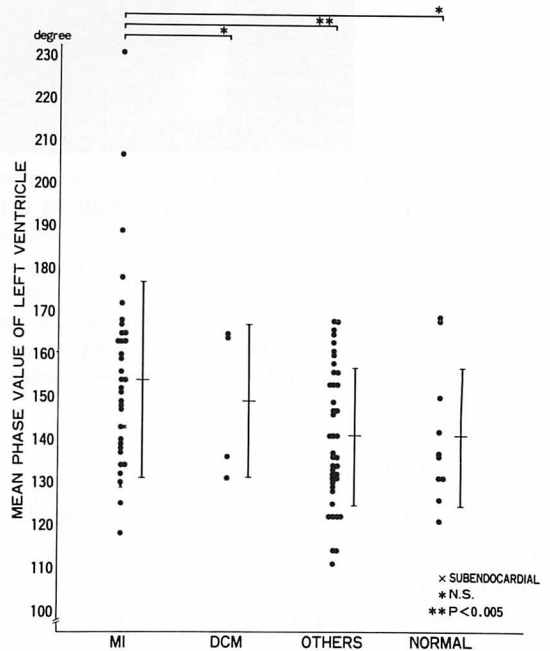 *
**
*
degree
230
220
210
200
190
180
170
160
150
140
130
120
110
100
MEAN PHASE VALUE OF LEFT VENTRICLE
× SUBENDOCARDIAL
* N.S.
** P<0.005
MI DCM OTHERS NORMAL